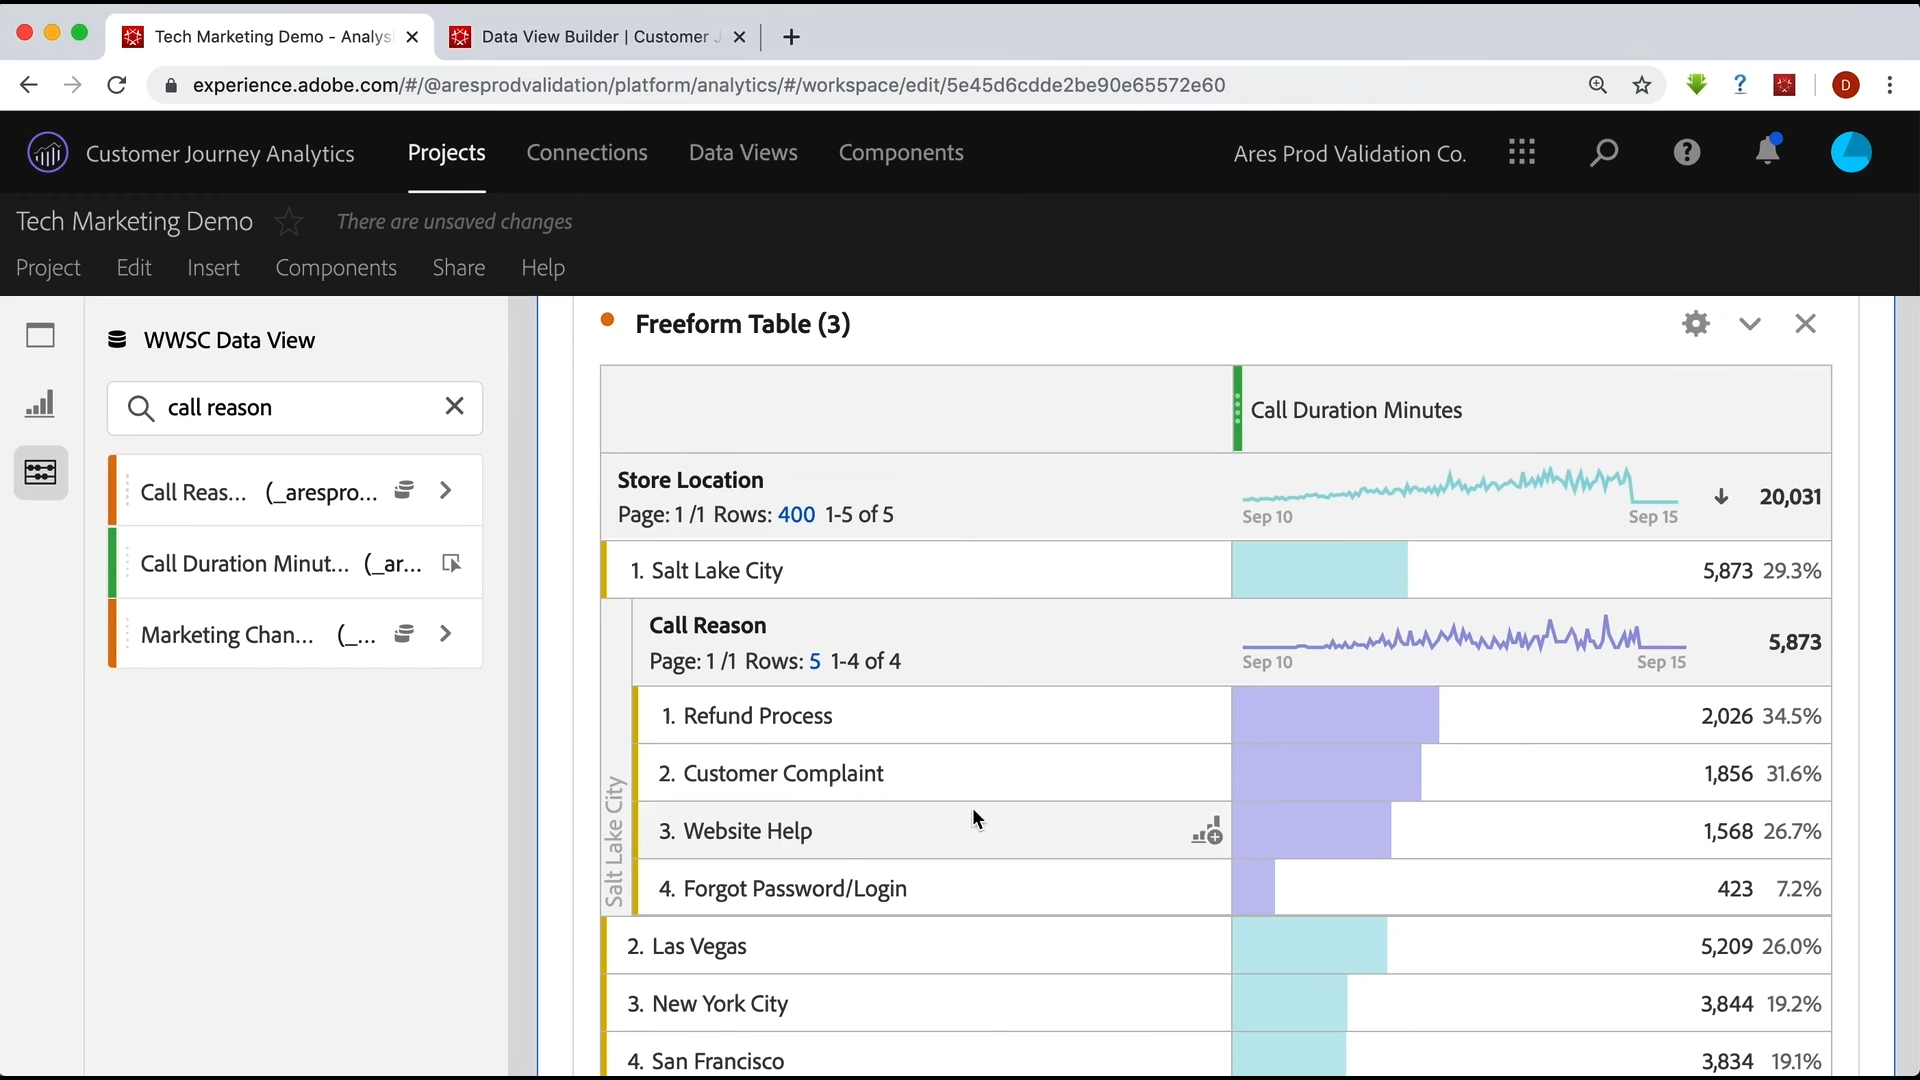 Tech Marketing Demo - Analys
Data View Builder | Customer J
experience.adobe.com/#/@aresprodvalidation/platform/analytics/#/workspace/edit/5e45d6cdde2be90e65572e60
D
Customer Journey Analytics
Projects
Connections
Data Views
Components
Ares Prod Validation Co.
Tech Marketing Demo
There are unsaved changes
Project
Edit
Insert
Components
Share
Help
WWSC Data View
call reason
Call Reas... (_arespro...
Call Duration Minut... (_ar...
Marketing Chan... (_...
Freeform Table (3)
Call Duration Minutes
Store Location
Page: 1 /1 Rows: 400 1-5 of 5
Sep 10
Sep 15
20,031
1. Salt Lake City
5,873 29.3%
Salt Lake City
Call Reason
Page: 1 /1 Rows: 5 1-4 of 4
Sep 10
Sep 15
5,873
1. Refund Process
2,026 34.5%
2. Customer Complaint
1,856 31.6%
3. Website Help
1,568 26.7%
4. Forgot Password/Login
423 7.2%
2. Las Vegas
5,209 26.0%
3. New York City
3,844 19.2%
4. San Francisco
3,834 19.1%